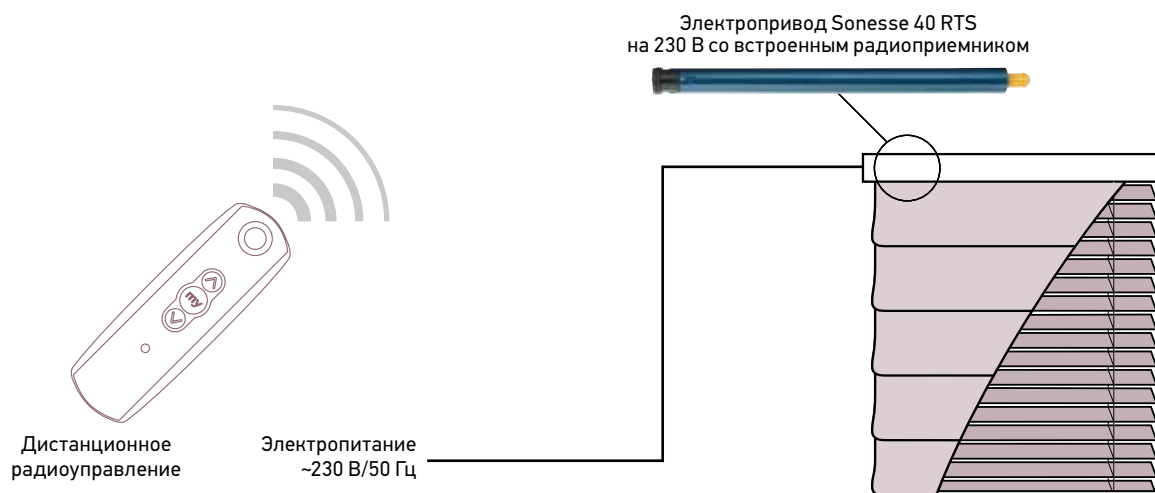 Электропривод Sonesse 40 RTS
на 230 В со встроенным радиоприемником
my
Дистанционное
радиоуправление
Электропитание
~230 В/50 Гц